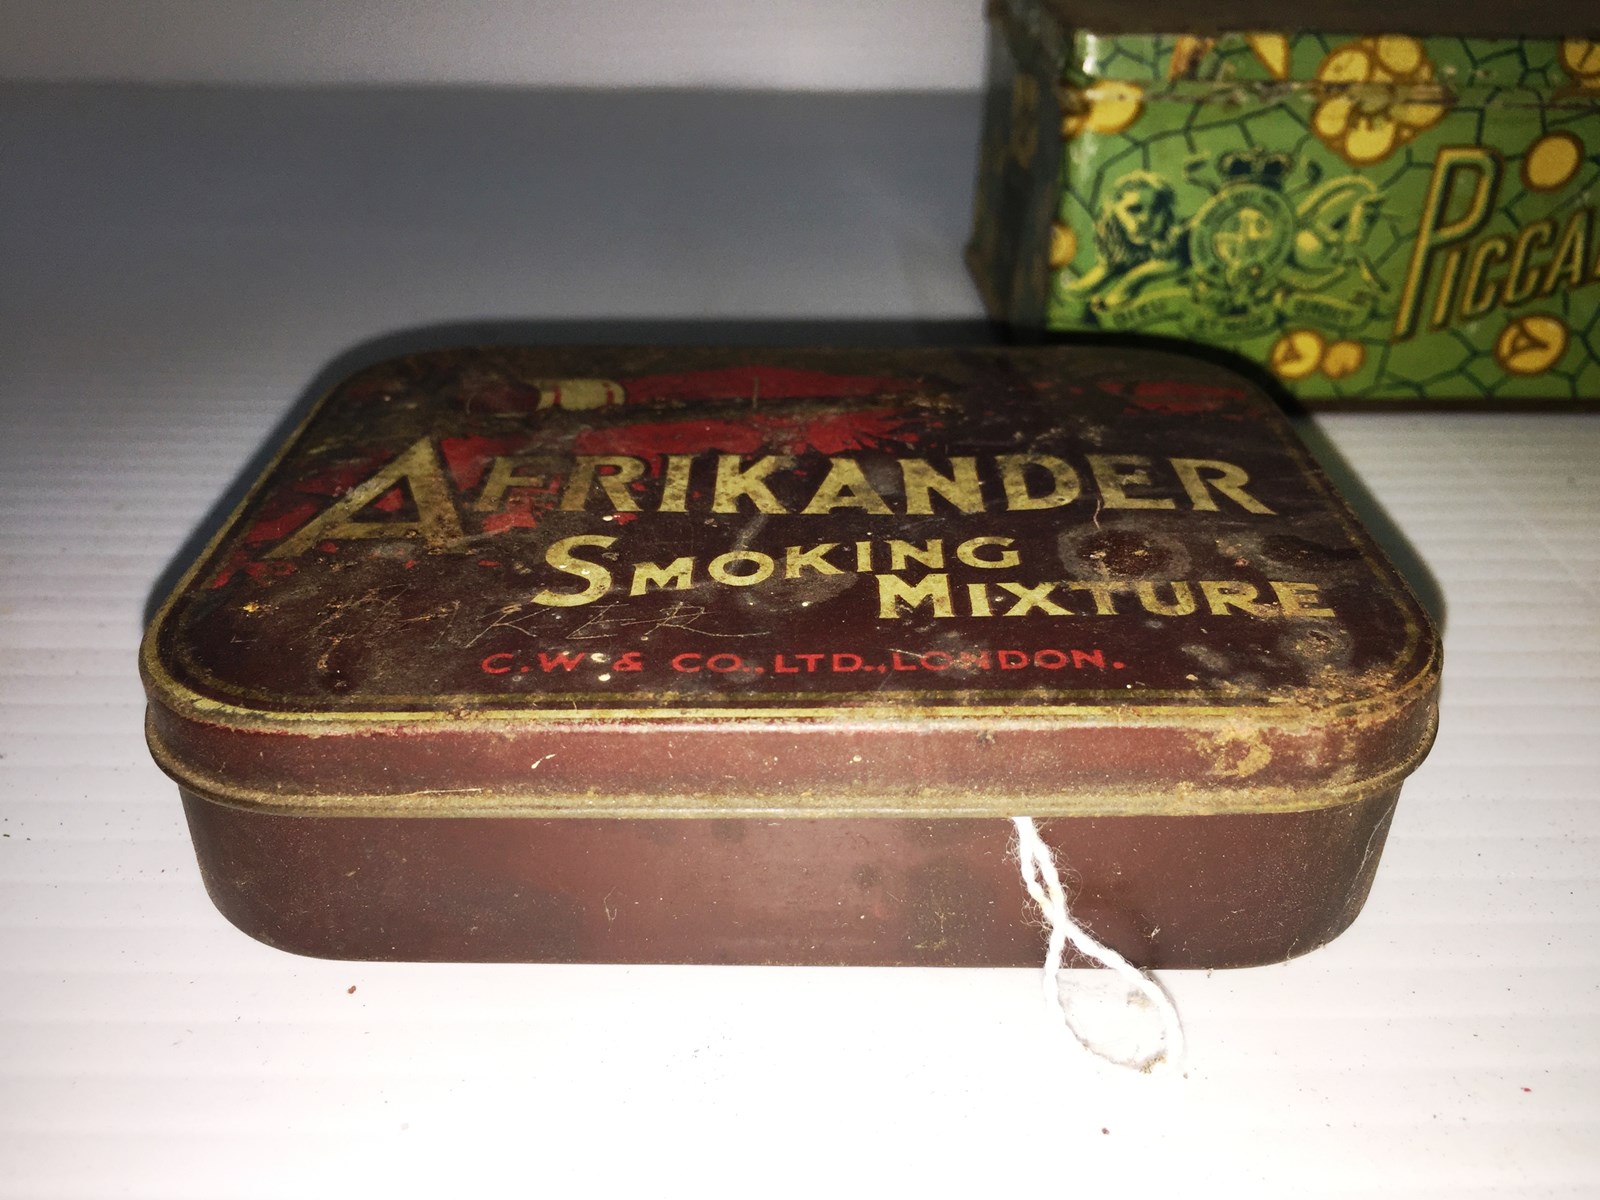 AFRIKANDER
SMOKING
MIXTURE
C.W. & CO., LTD., LONDON.
PICCA